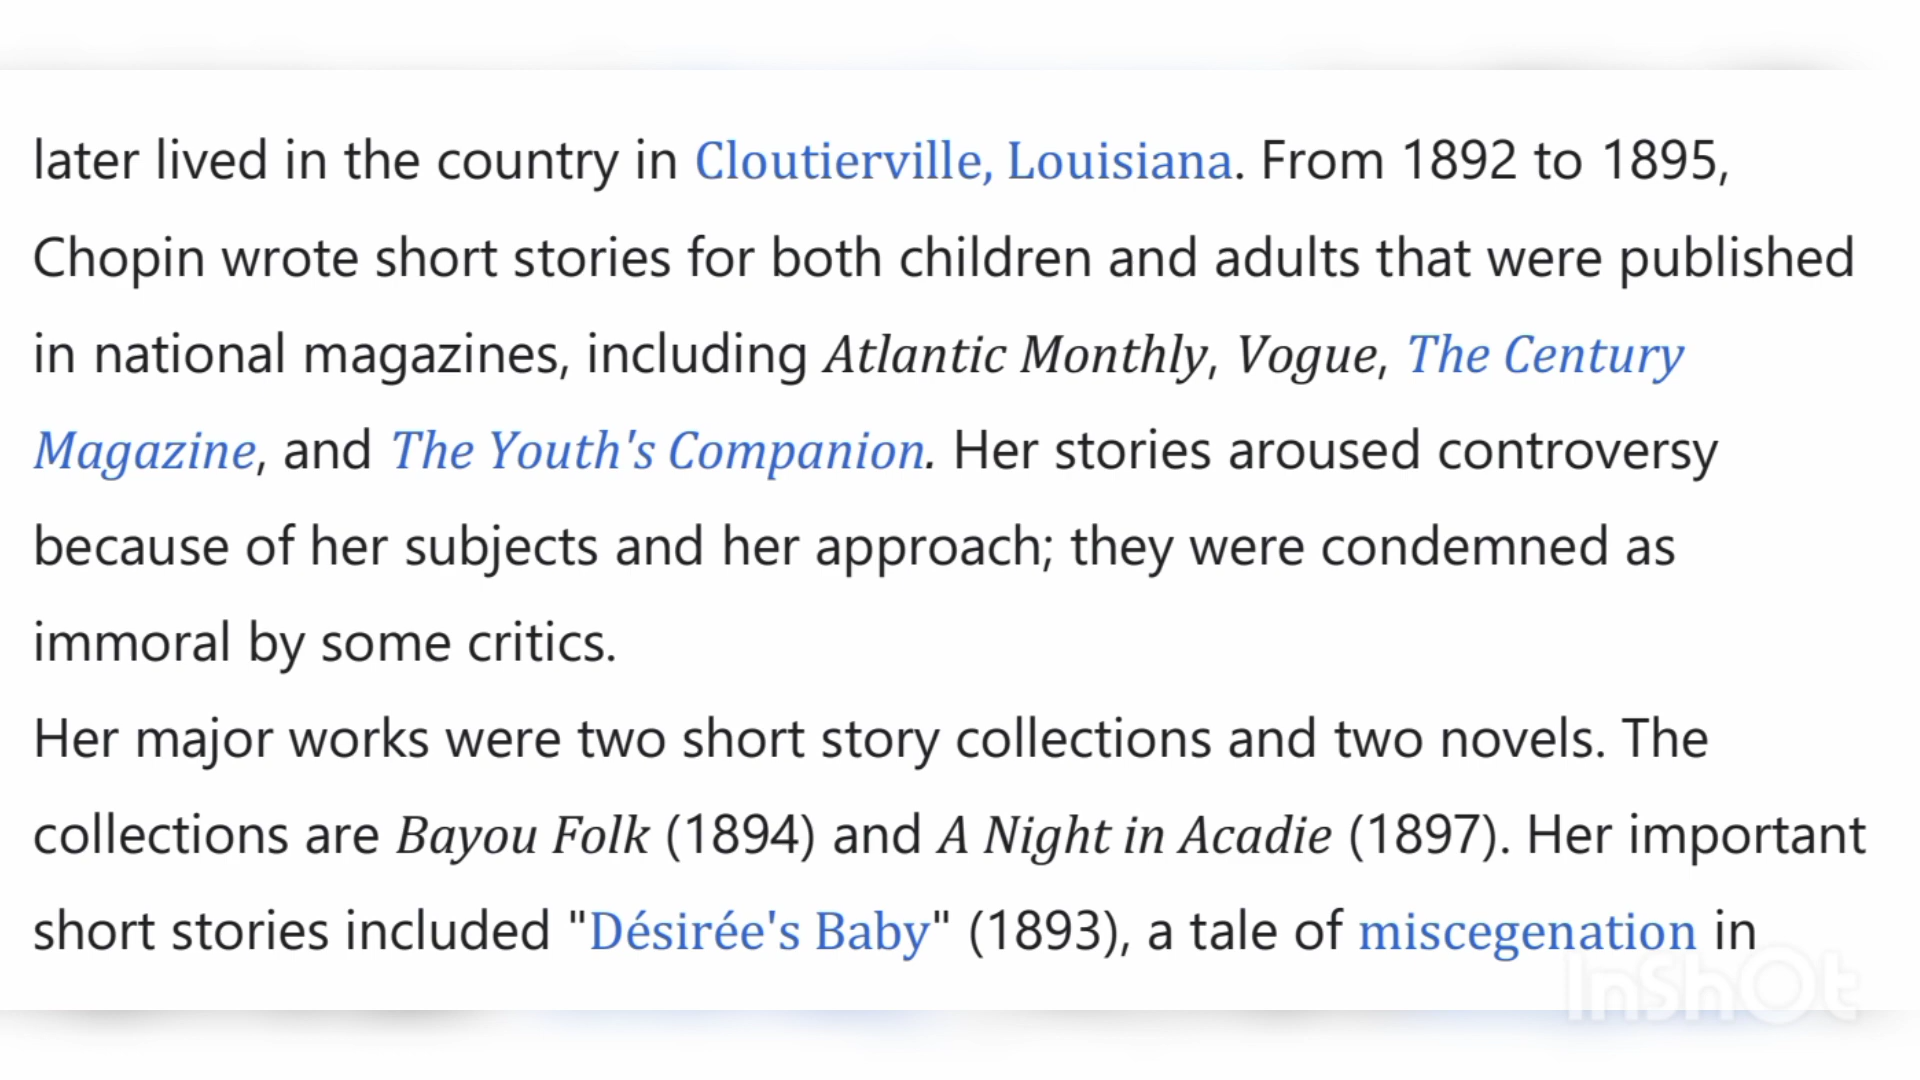 later lived in the country in Cloutierville, Louisiana. From 1892 to 1895,
Chopin wrote short stories for both children and adults that were published
in national magazines, including Atlantic Monthly, Vogue, The Century
Magazine, and The Youth's Companion. Her stories aroused controversy
because of her subjects and her approach; they were condemned as
immoral by some critics.
Her major works were two short story collections and two novels. The
collections are Bayou Folk (1894) and A Night in Acadie (1897). Her important
short stories included "Désirée's Baby" (1893), a tale of miscegenation in
InShOt